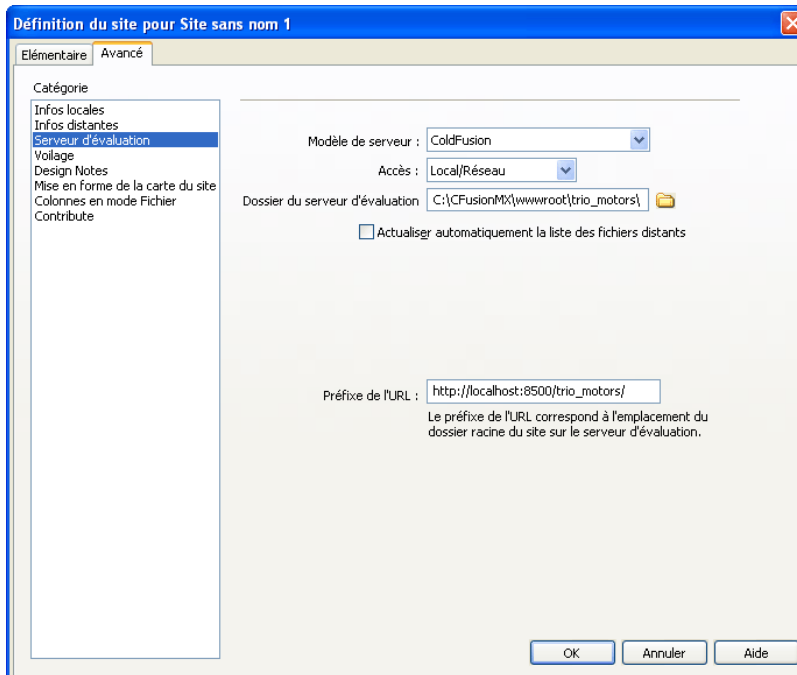 Définition du site pour Site sans nom 1
Elémentaire
Avancé
Catégorie
Infos locales
Infos distantes
Serveur d'évaluation
Voilage
Design Notes
Mise en forme de la carte du site
Colonnes en mode Fichier
Contribute
Modèle de serveur : ColdFusion
Accès : Local/Réseau
Dossier du serveur d'évaluation C:\CFusionMX\wwwroot\trio_motors\
Actualiser automatiquement la liste des fichiers distants
Préfixe de l'URL : http://localhost:8500/trio_motors/
Le préfixe de l'URL correspond à l'emplacement du
dossier racine du site sur le serveur d'évaluation.
OK
Annuler
Aide